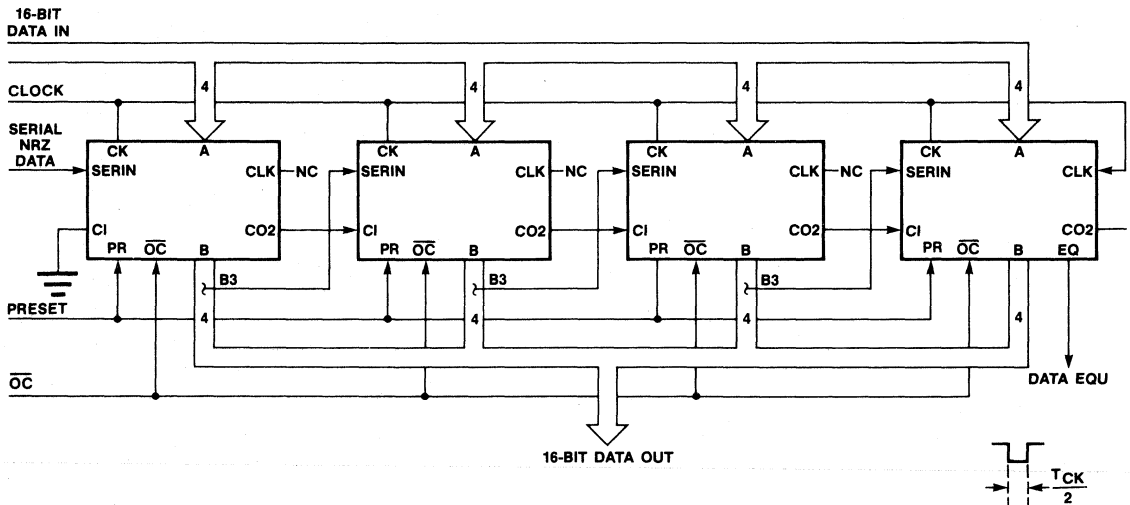 16-BIT
DATA IN
4 4 4 4
CLOCK
SERIAL
NRZ
DATA
CK A CK A CK A CK A
SERIN CLK NC SERIN CLK NC SERIN CLK NC SERIN CLK
CI CO2 CI CO2 CI CO2 CI CO2
PR OC B PR OC B PR OC B PR OC B EQ
B3 B3 B3
PRESET
4 4 4 4
OC
DATA EQU
16-BIT DATA OUT
TCK
2